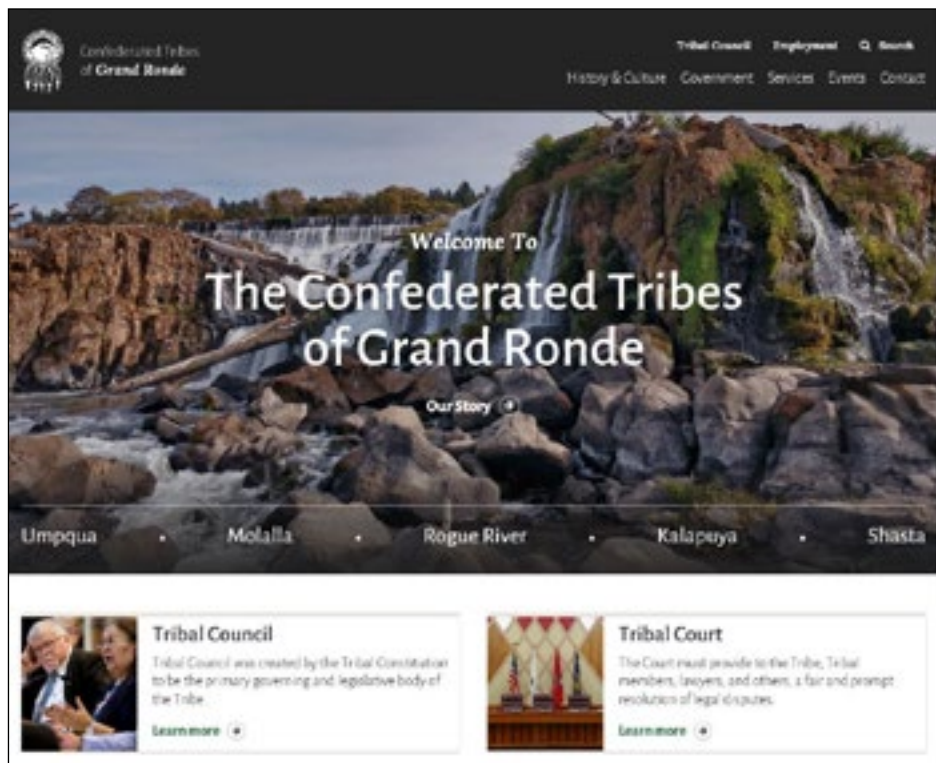 Confederated Tribes
of Grand Ronde
Tribal Council Employment Search
History & Culture Government Services Events Contact
Welcome To
The Confederated Tribes
of Grand Ronde
Our Story
Umpqua • Molalla • Rogue River • Kalapuya • Shasta
Tribal Council
Tribal Council was created by the Tribal Constitution
to be the primary governing and legislative body of
the Tribe.
Learn more
Tribal Court
The Court must provide to the Tribe, Tribal
members, lawyers, and others, a fair and prompt
resolution of legal disputes.
Learn more